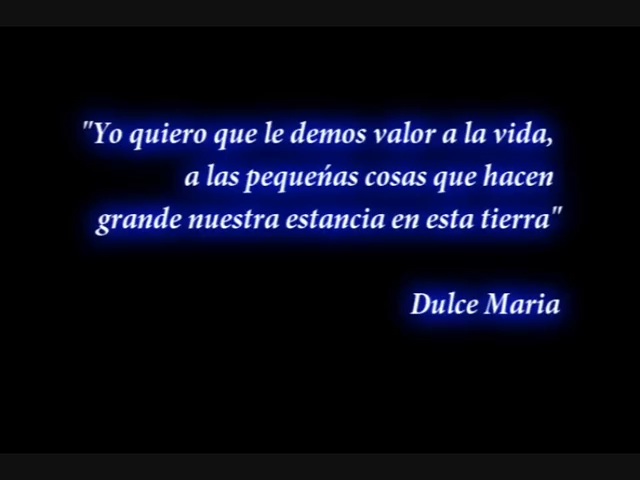 "Yo quiero que le demos valor a la vida,
a las pequeńas cosas que hacen
grande nuestra estancia en esta tierra"
Dulce Maria